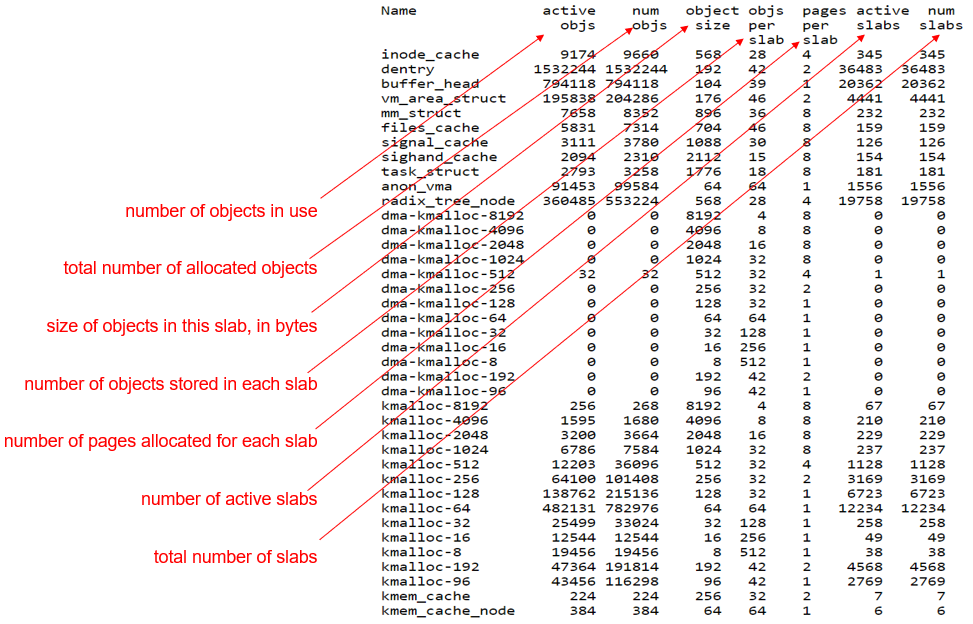 Name active num object objs pages active num
objs objs size per per slabs slabs
slab slab
inode_cache 9174 9660 568 28 4 345 345
dentry 1532244 1532244 192 42 2 36483 36483
buffer_head 794118 794118 104 39 1 20362 20362
vm_area_struct 195838 204286 176 46 2 4441 4441
mm_struct 7658 8352 896 36 8 232 232
files_cache 5831 7314 704 46 8 159 159
signal_cache 3111 3780 1088 30 8 126 126
sighand_cache 2094 2310 2112 15 8 154 154
task_struct 2793 3258 1776 18 8 181 181
anon_vma 91453 99584 64 64 1 1556 1556
radix_tree_node 360485 553224 568 28 4 19758 19758
number of objects in use
dma-kmalloc-8192 0 0 8192 4 8 0 0
dma-kmalloc-4096 0 0 4096 8 8 0 0
dma-kmalloc-2048 0 0 2048 16 8 0 0
dma-kmalloc-1024 0 0 1024 32 8 0 0
total number of allocated objects
dma-kmalloc-512 32 32 512 32 4 1 1
dma-kmalloc-256 0 0 256 32 2 0 0
dma-kmalloc-128 0 0 128 32 1 0 0
dma-kmalloc-64 0 0 64 64 1 0 0
size of objects in this slab, in bytes
dma-kmalloc-32 0 0 32 128 1 0 0
dma-kmalloc-16 0 0 16 256 1 0 0
dma-kmalloc-8 0 0 8 512 1 0 0
dma-kmalloc-192 0 0 192 42 2 0 0
number of objects stored in each slab
dma-kmalloc-96 0 0 96 42 1 0 0
kmalloc-8192 256 268 8192 4 8 67 67
kmalloc-4096 1595 1680 4096 8 8 210 210
kmalloc-2048 3200 3664 2048 16 8 229 229
number of pages allocated for each slab
kmalloc-1024 6786 7584 1024 32 8 237 237
kmalloc-512 12203 36096 512 32 4 1128 1128
kmalloc-256 64100 101408 256 32 2 3169 3169
kmalloc-128 138762 215136 128 32 1 6723 6723
number of active slabs
kmalloc-64 482131 782976 64 64 1 12234 12234
kmalloc-32 25499 33024 32 128 1 258 258
kmalloc-16 12544 12544 16 256 1 49 49
kmalloc-8 19456 19456 8 512 1 38 38
total number of slabs
kmalloc-192 47364 191814 192 42 2 4568 4568
kmalloc-96 43456 116298 96 42 1 2769 2769
kmem_cache 224 224 256 32 2 7 7
kmem_cache_node 384 384 64 64 1 6 6